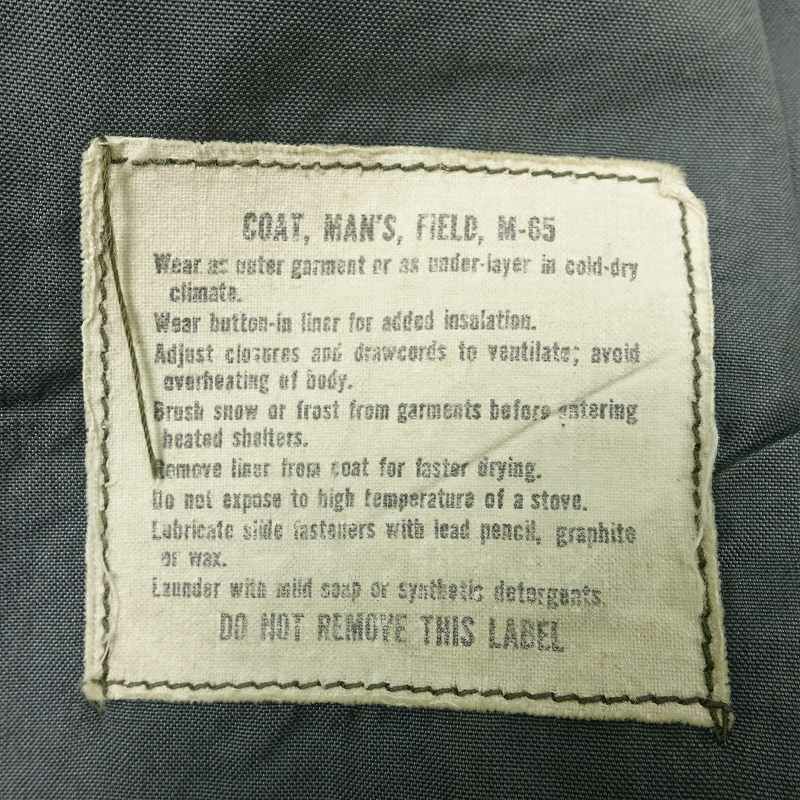 COAT, MAN'S, FIELD, M-65
Wear as outer garment or as under-layer in cold-dry
climate.
Wear button-in liner for added insulation.
Adjust closures and drawcords to ventilate; avoid
overheating of body.
Brush snow or frost from garments before entering
heated shelters.
Remove liner from coat for faster drying.
Do not expose to high temperature of a stove.
Lubricate slide fasteners with lead pencil, graphite
or wax.
Launder with mild soap or synthetic detergents.
DO NOT REMOVE THIS LABEL